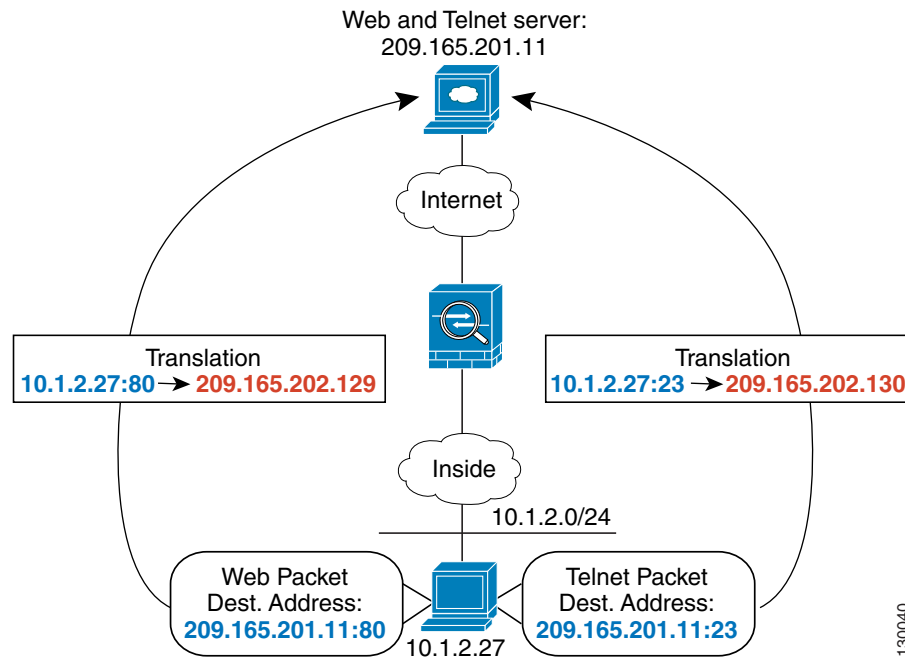 Web and Telnet server:
209.165.201.11
Internet
Translation
10.1.2.27:80 → 209.165.202.129
Translation
10.1.2.27:23 → 209.165.202.130
Inside
10.1.2.0/24
Web Packet
Dest. Address:
209.165.201.11:80
Telnet Packet
Dest. Address:
209.165.201.11:23
10.1.2.27
130040